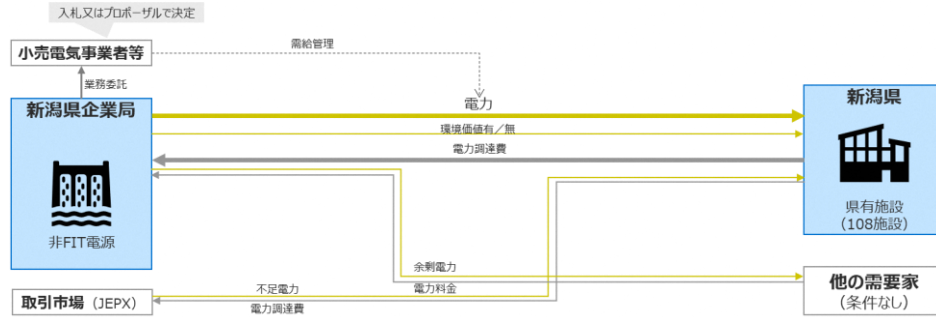 入札又はプロポーザルで決定
小売電気事業者等
需給管理
業務委託
新潟県企業局
電力
新潟県
環境価値有／無
電力調達費
県有施設
（108施設）
非FIT電源
余剰電力
他の需要家
（条件なし）
不足電力
電力料金
取引市場（JEPX）
電力調達費